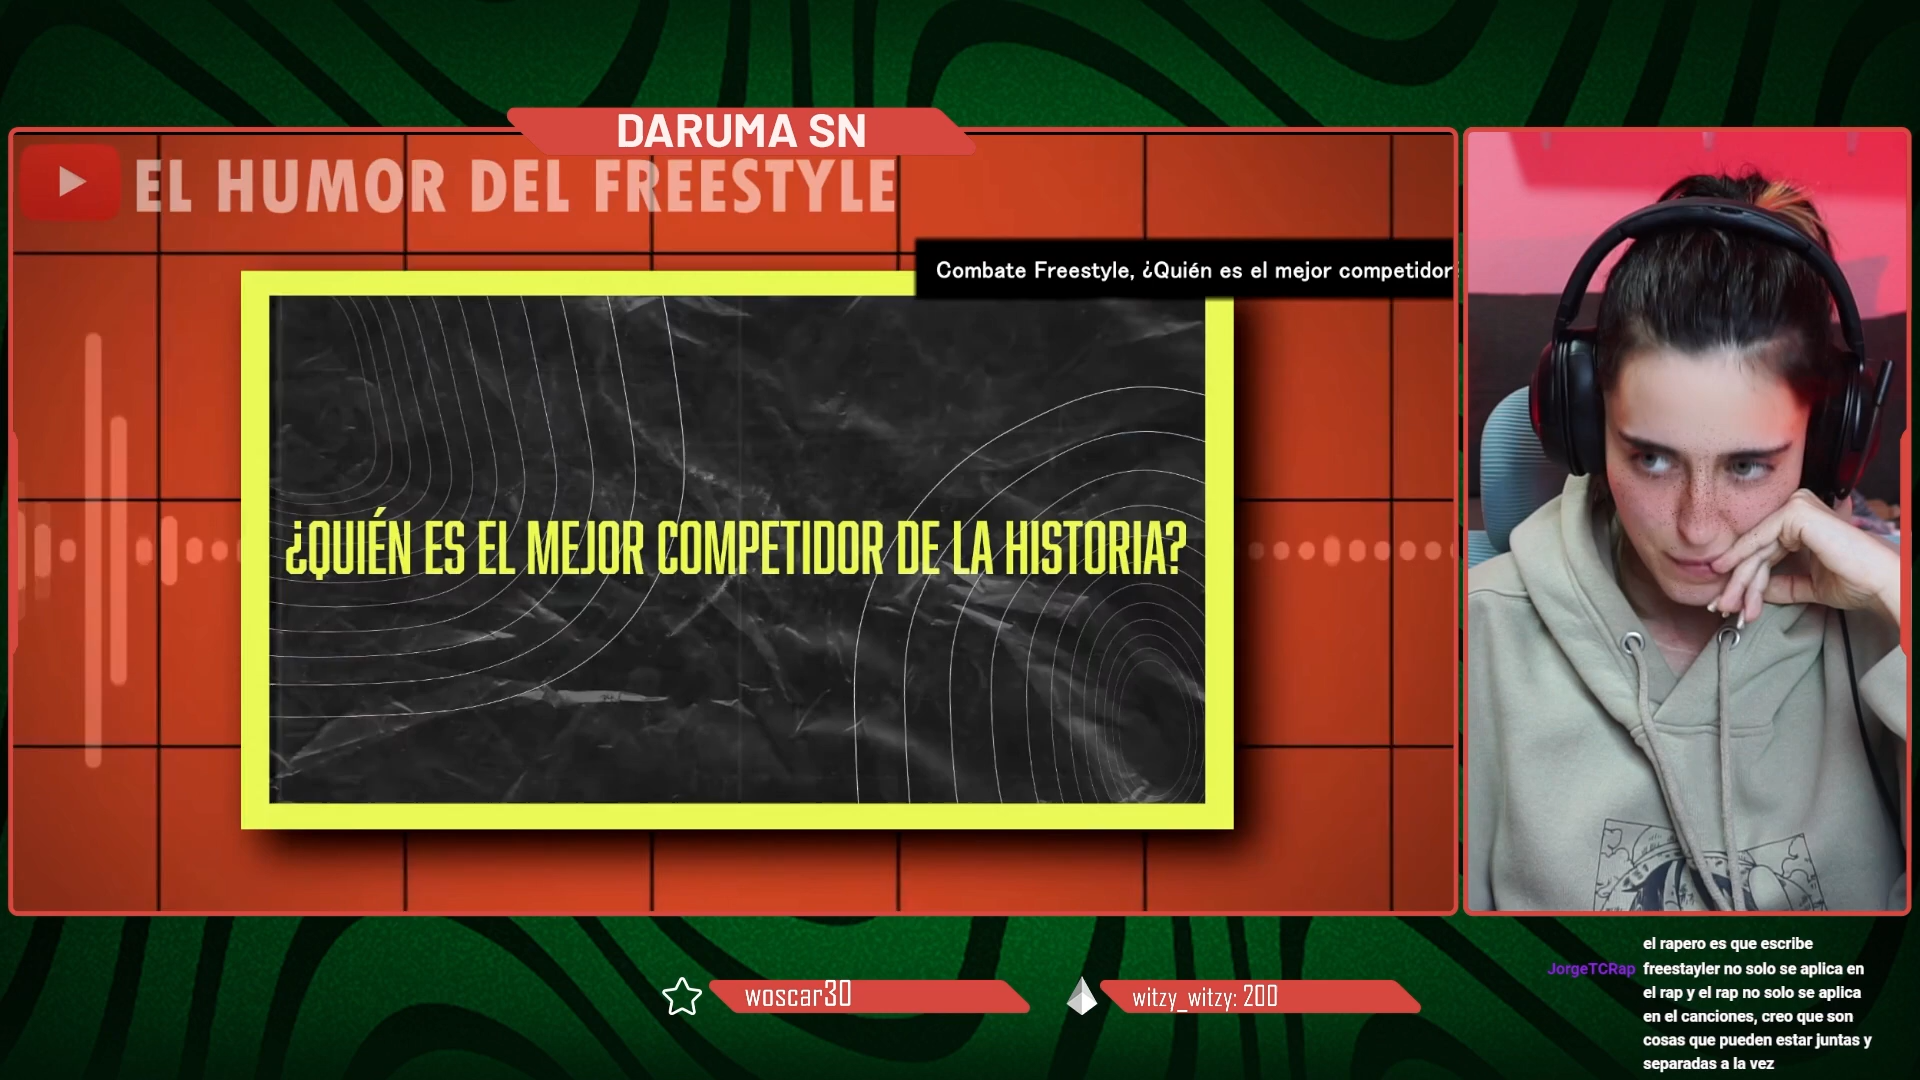 DARUMA SN
EL HUMOR DEL FREESTYLE
Combate Freestyle, ¿Quién es el mejor competidor
¿QUIÉN ES EL MEJOR COMPETIDOR DE LA HISTORIA?
el rapero es que escribe
JorgeTCRap freestayler no solo se aplica en
el rap y el rap no solo se aplica
en el canciones, creo que son
cosas que pueden estar juntas y
separadas a la vez
woscar30
witzy_witzy: 200